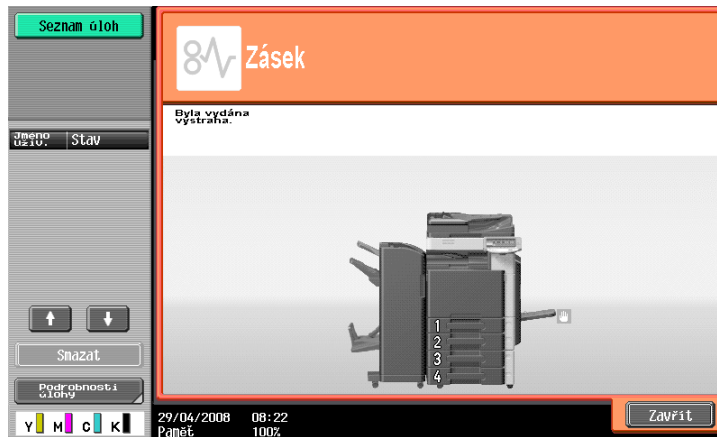 Seznam úloh
Zásek
Byla vydána
výstraha.
Jméno
Uživ.
Stav
1
2
3
4
Smazat
Podrobnosti
úlohy
Y M C K
29/04/2008 08:22
Paměť 100%
Zavřít